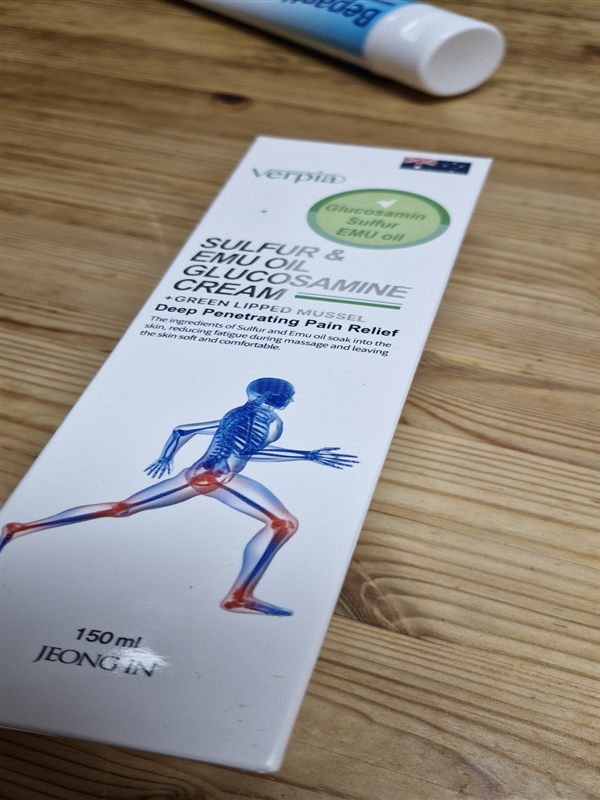 verpia
Glucosamin
Sulfur
EMU oil
SULFUR &
EMU OIL
GLUCOSAMINE
CREAM
+GREEN LIPPED MUSSEL
Deep Penetrating Pain Relief
The ingredients of Sulfur and Emu oil soak into the
skin, reducing fatigue during massage and leaving
the skin soft and comfortable.
150 ml
JEONG IN